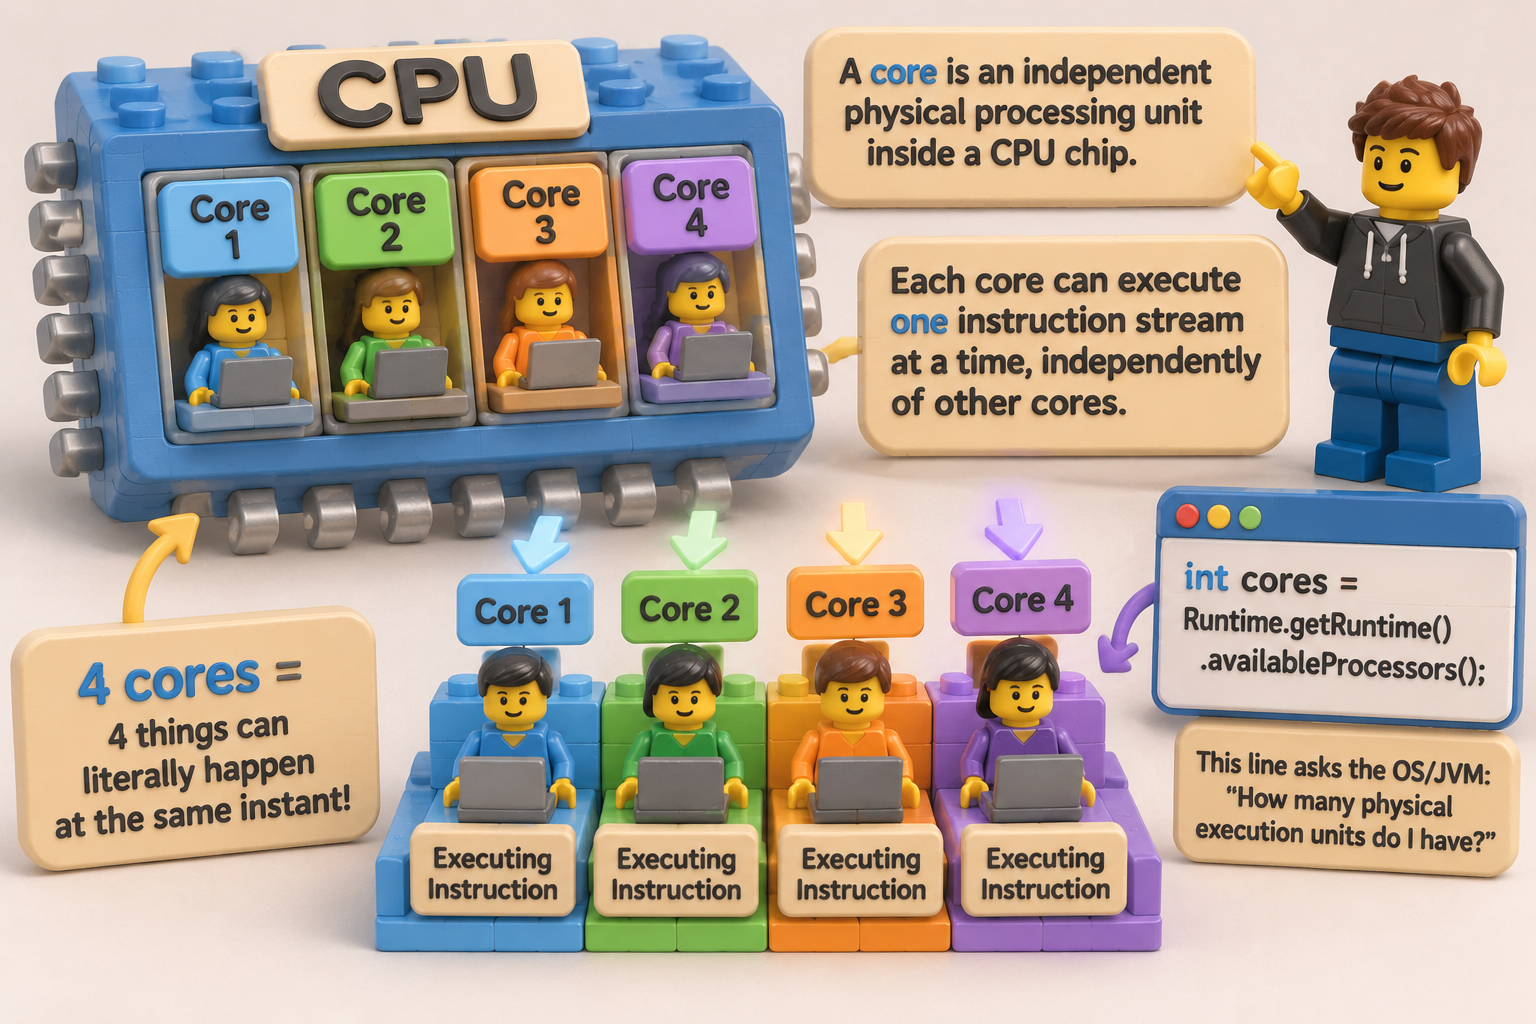 CPU
Core
1
Core
2
Core
3
Core
4
A core is an independent
physical processing unit
inside a CPU chip.
Each core can execute
one instruction stream
at a time, independently
of other cores.
4 cores =
4 things can
literally happen
at the same instant!
Core 1
Core 2
Core 3
Core 4
Executing
Instruction
Executing
Instruction
Executing
Instruction
Executing
Instruction
int cores =
Runtime.getRuntime()
.availableProcessors();
This line asks the OS/JVM:
“How many physical
execution units do I have?”